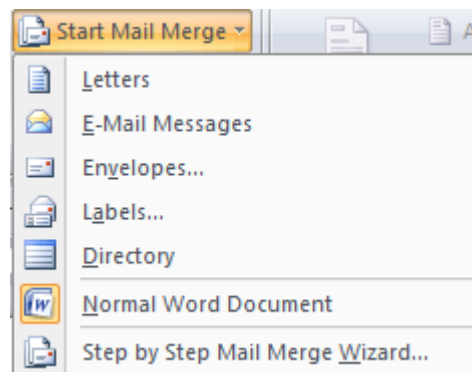 Start Mail Merge
Letters
E-Mail Messages
Envelopes...
Labels...
Directory
Normal Word Document
Step by Step Mail Merge Wizard...